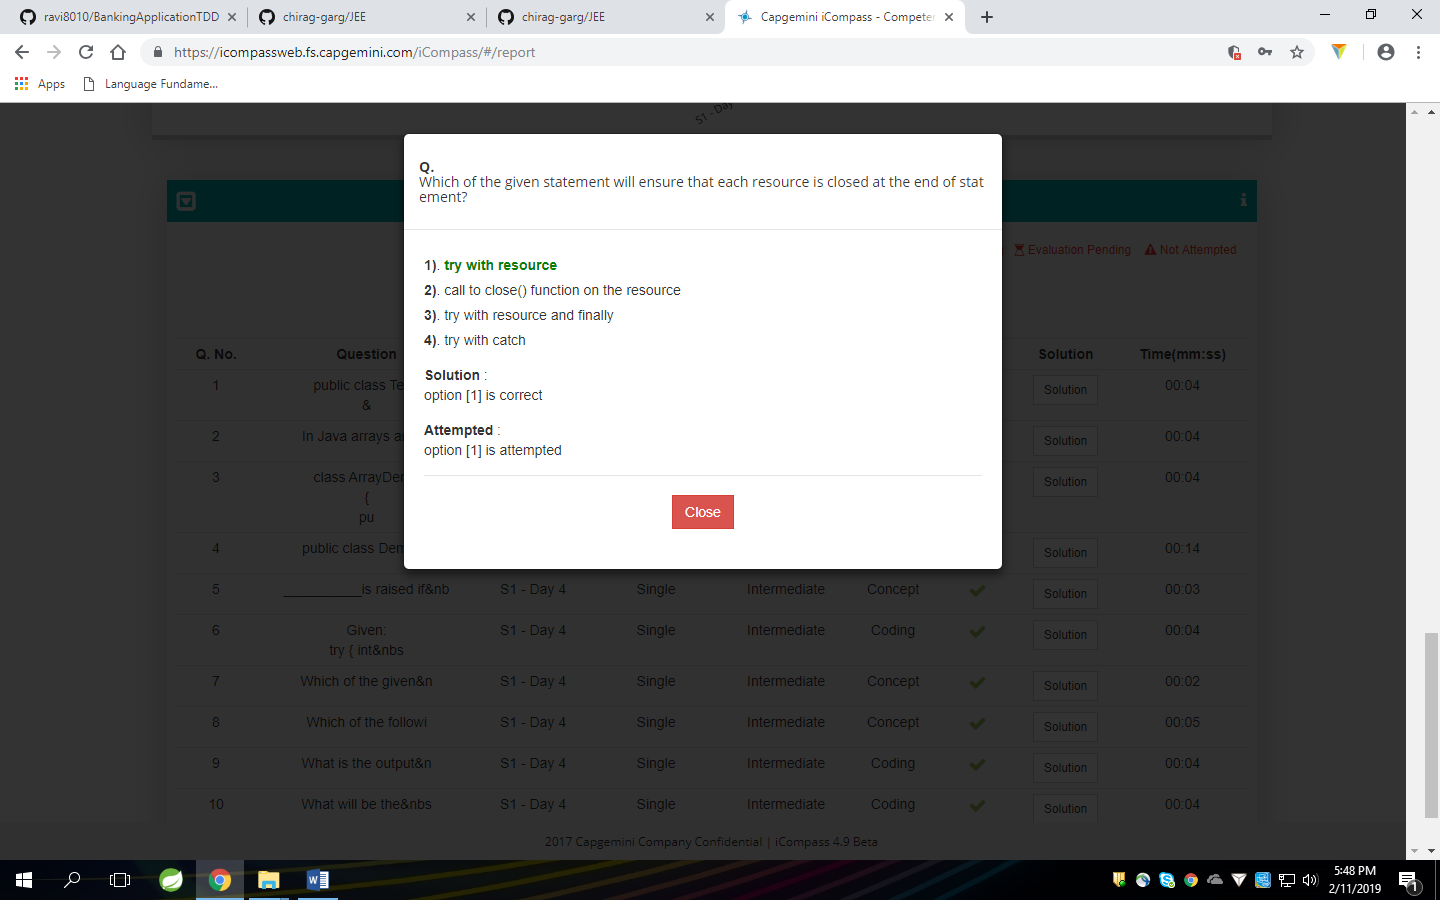 ravi8010/BankingApplicationTDD
chirag-garg/JEE
chirag-garg/JEE
Capgemini iCompass - Compete
https://icompassweb.fs.capgemini.com/iCompass/#/report
Apps
Language Fundame...
S1 - Day
Q.
Which of the given statement will ensure that each resource is closed at the end of stat
ement?
Evaluation Pending
Not Attempted
1). try with resource
2). call to close() function on the resource
3). try with resource and finally
4). try with catch
Solution :
option [1] is correct
Attempted :
option [1] is attempted
Close
Q. No. Question Solution Time(mm:ss)
1 public class Te Solution 00:04
&
2 In Java arrays a Solution 00:04
3 class ArrayDe Solution 00:04
{
pu
4 public class Dem Solution 00:14
5 __________is raised if&nb S1 - Day 4 Single Intermediate Concept Solution 00:03
6 Given: S1 - Day 4 Single Intermediate Coding Solution 00:04
try { int&nbs
7 Which of the given&n S1 - Day 4 Single Intermediate Concept Solution 00:02
8 Which of the followi S1 - Day 4 Single Intermediate Concept Solution 00:05
9 What is the output&n S1 - Day 4 Single Intermediate Coding Solution 00:04
10 What will be the&nbs S1 - Day 4 Single Intermediate Coding Solution 00:04
2017 Capgemini Company Confidential | iCompass 4.9 Beta
5:48 PM
2/11/2019
1